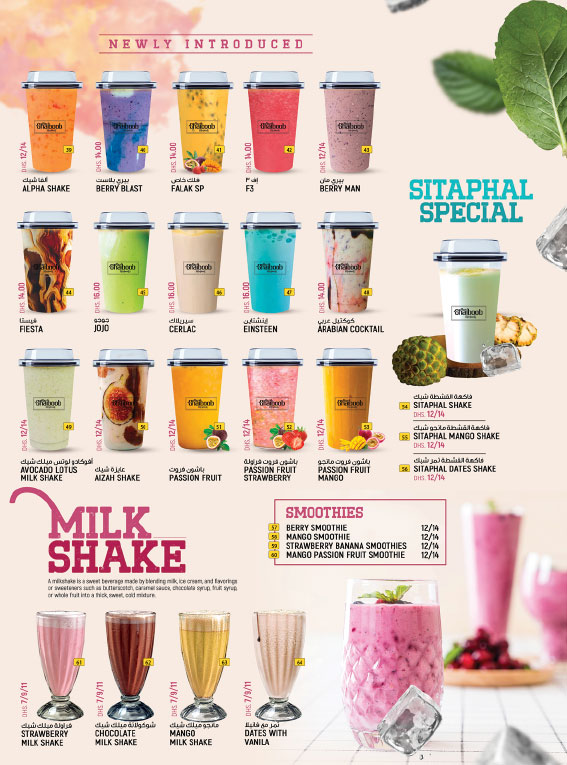 NEWLY INTRODUCED
39
DHS. 12/14
ألفا شيك
ALPHA SHAKE
40
DHS. 14.00
بيري بلاست
BERRY BLAST
41
DHS. 14.00
فلك خاص
FALAK SP
42
DHS. 14.00
إف ٣
F3
43
DHS. 12/14
بيري مان
BERRY MAN
44
DHS. 14.00
فيستا
FIESTA
45
DHS. 16.00
جوجو
JOJO
46
DHS. 16.00
سيريلاك
CERLAC
47
DHS. 16.00
إينشتاين
EINSTEEN
48
DHS. 14.00
كوكتيل عربي
ARABIAN COCKTAIL
49
DHS. 12/14
أفوكادو لوتس ميلك شيك
AVOCADO LOTUS
MILK SHAKE
50
DHS. 12/14
عايزة شيك
AIZAH SHAKE
51
DHS. 12/14
باشون فروت
PASSION FRUIT
52
DHS. 12/14
باشون فروت فراولة
PASSION FRUIT
STRAWBERRY
53
DHS. 12/14
باشون فروت مانجو
PASSION FRUIT
MANGO
SITAPHAL
SPECIAL
فاكهة القشطة شيك
54 SITAPHAL SHAKE
DHS. 12/14
فاكهة القشطة مانجو شيك
55 SITAPHAL MANGO SHAKE
DHS. 12/14
فاكهة القشطة تمر شيك
56 SITAPHAL DATES SHAKE
DHS. 12/14
MILK
SHAKE
A milkshake is a sweet beverage made by blending milk, ice cream, and flavorings
or sweeteners such as butterscotch, caramel sauce, chocolate syrup, fruit syrup,
or whole fruit into a thick, sweet, cold mixture.
SMOOTHIES
57 BERRY SMOOTHIE 12/14
58 MANGO SMOOTHIE 12/14
59 STRAWBERRY BANANA SMOOTHIES 12/14
60 MANGO PASSION FRUIT SMOOTHIE 12/14
61
DHS. 7/9/11
فراولة ميلك شيك
STRAWBERRY
MILK SHAKE
62
DHS. 7/9/11
شوكولاتة ميلك شيك
CHOCOLATE
MILK SHAKE
63
DHS. 7/9/11
مانجو ميلك شيك
MANGO
MILK SHAKE
64
DHS. 7/9/11
تمر مع فانيلا
DATES WITH
VANILA
3